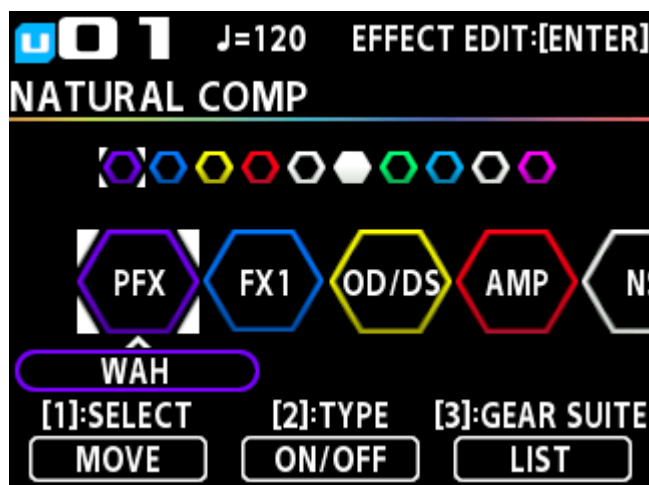 u01 ♩=120 EFFECT EDIT:[ENTER]
NATURAL COMP
PFX FX1 OD/DS AMP
WAH
[1]:SELECT [2]:TYPE [3]:GEAR SUITE
MOVE ON/OFF LIST